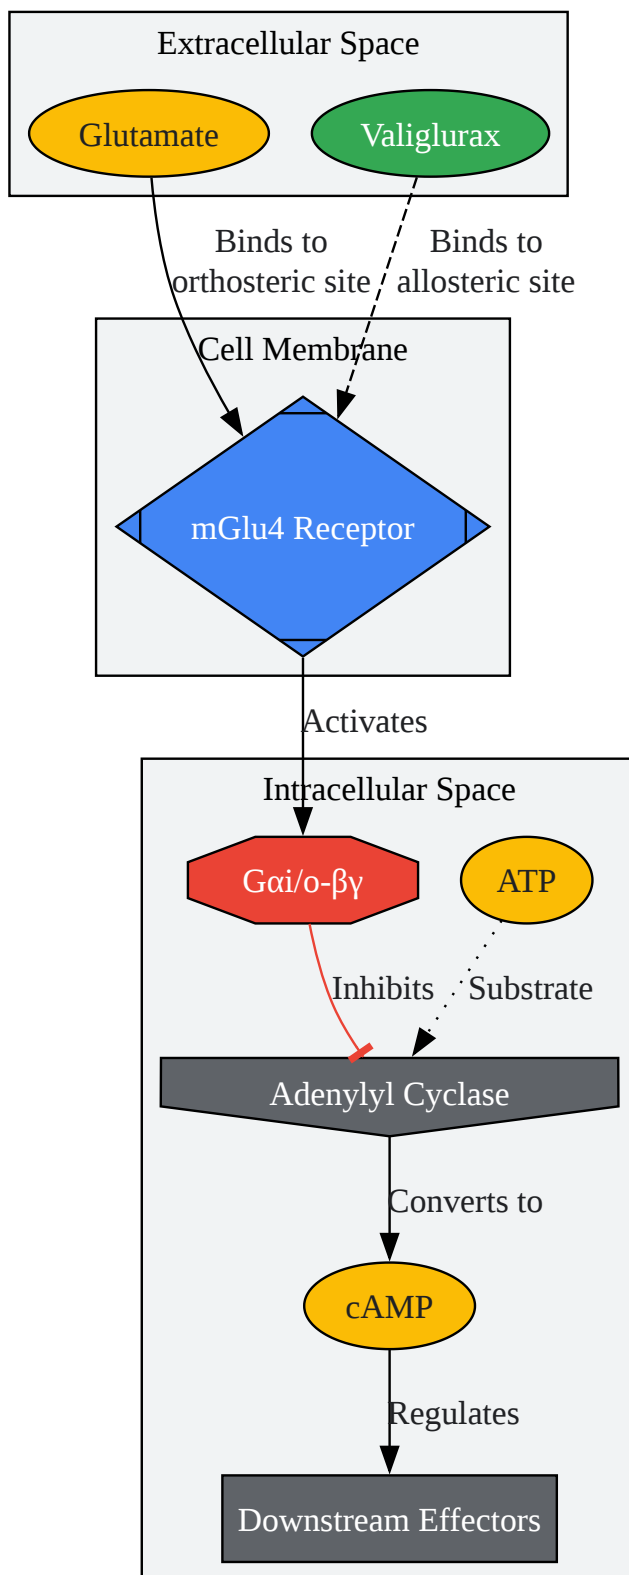 Extracellular Space
Glutamate
Valiglurax
Binds to
orthosteric site
Binds to
allosteric site
Cell Membrane
mGlu4 Receptor
Activates
Intracellular Space
Gαi/o-βγ
ATP
Inhibits
Substrate
Adenylyl Cyclase
Converts to
cAMP
Regulates
Downstream Effectors